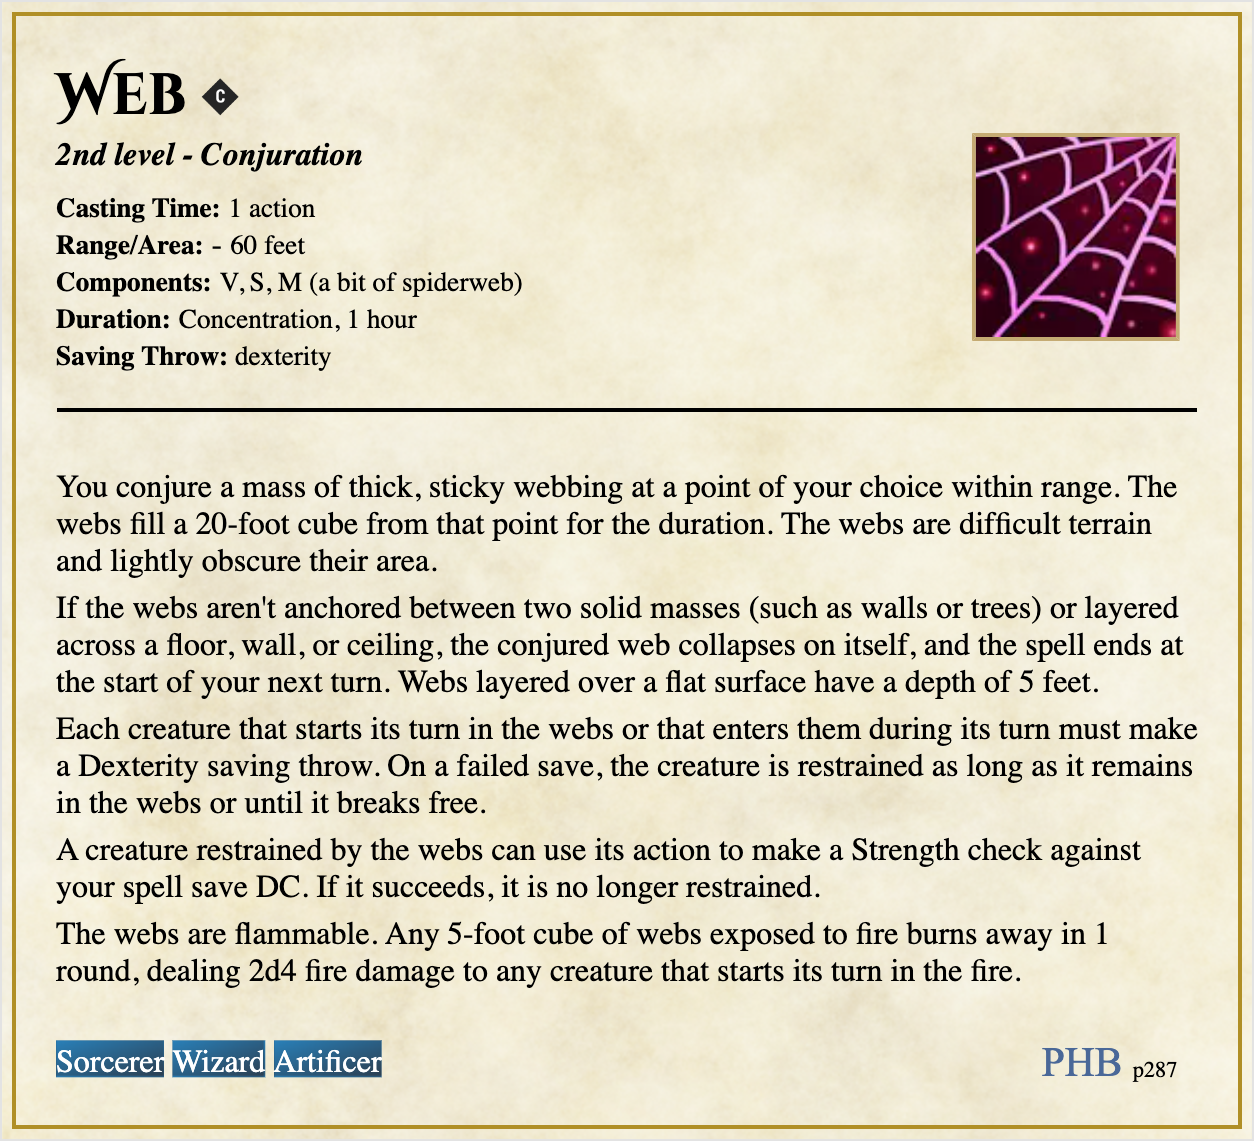 WEB C
2nd level - Conjuration
Casting Time: 1 action
Range/Area: - 60 feet
Components: V, S, M (a bit of spiderweb)
Duration: Concentration, 1 hour
Saving Throw: dexterity
You conjure a mass of thick, sticky webbing at a point of your choice within range. The
webs fill a 20-foot cube from that point for the duration. The webs are difficult terrain
and lightly obscure their area.
If the webs aren't anchored between two solid masses (such as walls or trees) or layered
across a floor, wall, or ceiling, the conjured web collapses on itself, and the spell ends at
the start of your next turn. Webs layered over a flat surface have a depth of 5 feet.
Each creature that starts its turn in the webs or that enters them during its turn must make
a Dexterity saving throw. On a failed save, the creature is restrained as long as it remains
in the webs or until it breaks free.
A creature restrained by the webs can use its action to make a Strength check against
your spell save DC. If it succeeds, it is no longer restrained.
The webs are flammable. Any 5-foot cube of webs exposed to fire burns away in 1
round, dealing 2d4 fire damage to any creature that starts its turn in the fire.
Sorcerer Wizard Artificer
PHB p287